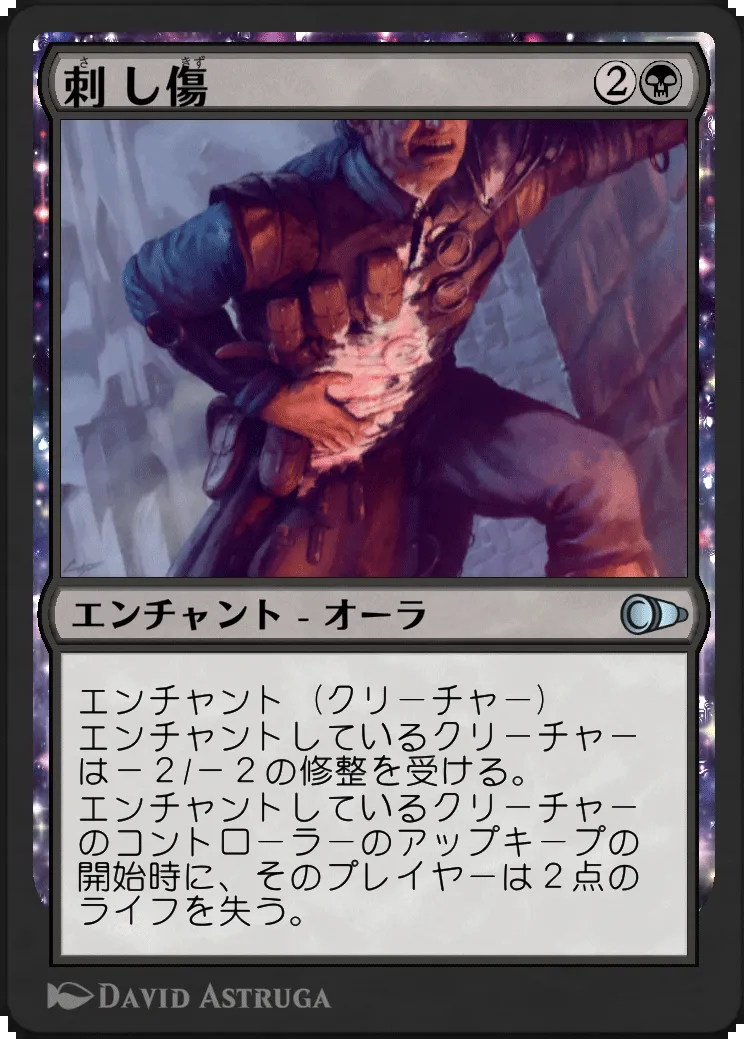 刺し傷
2
エンチャント - オーラ
エンチャント（クリーチャー）
エンチャントしているクリーチャー
は－２/－２の修整を受ける。
エンチャントしているクリーチャー
のコントローラーのアップキープの
開始時に、そのプレイヤーは２点の
ライフを失う。
DAVID ASTRUGA